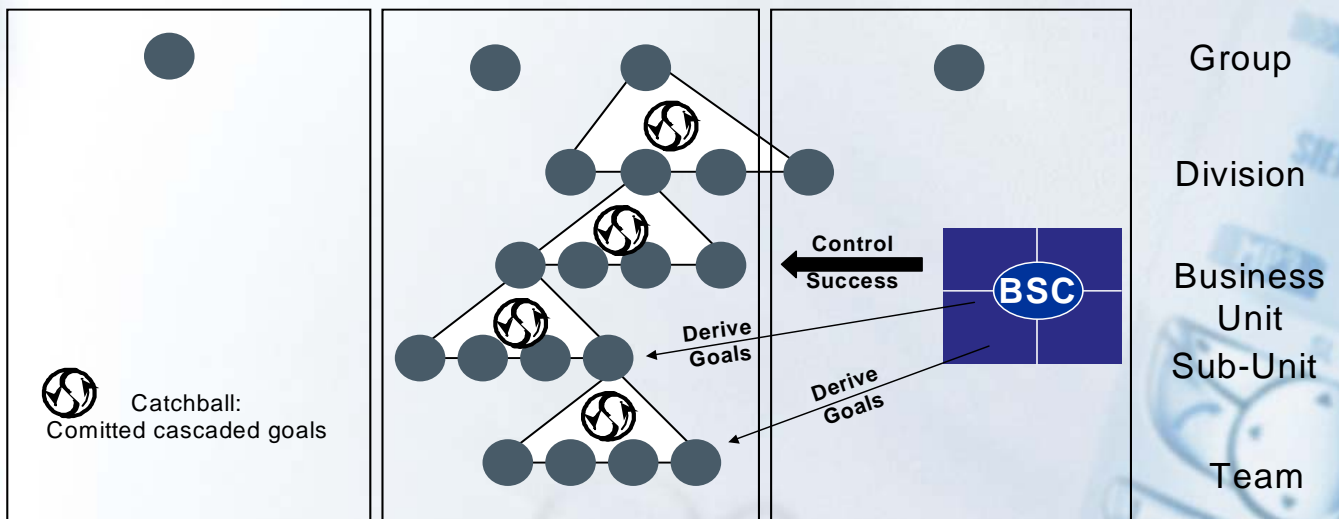 Group
Division
Control
Success
BSC
Business
Unit
Derive
Goals
Sub-Unit
Derive
Goals
Catchball:
Comitted cascaded goals
Team